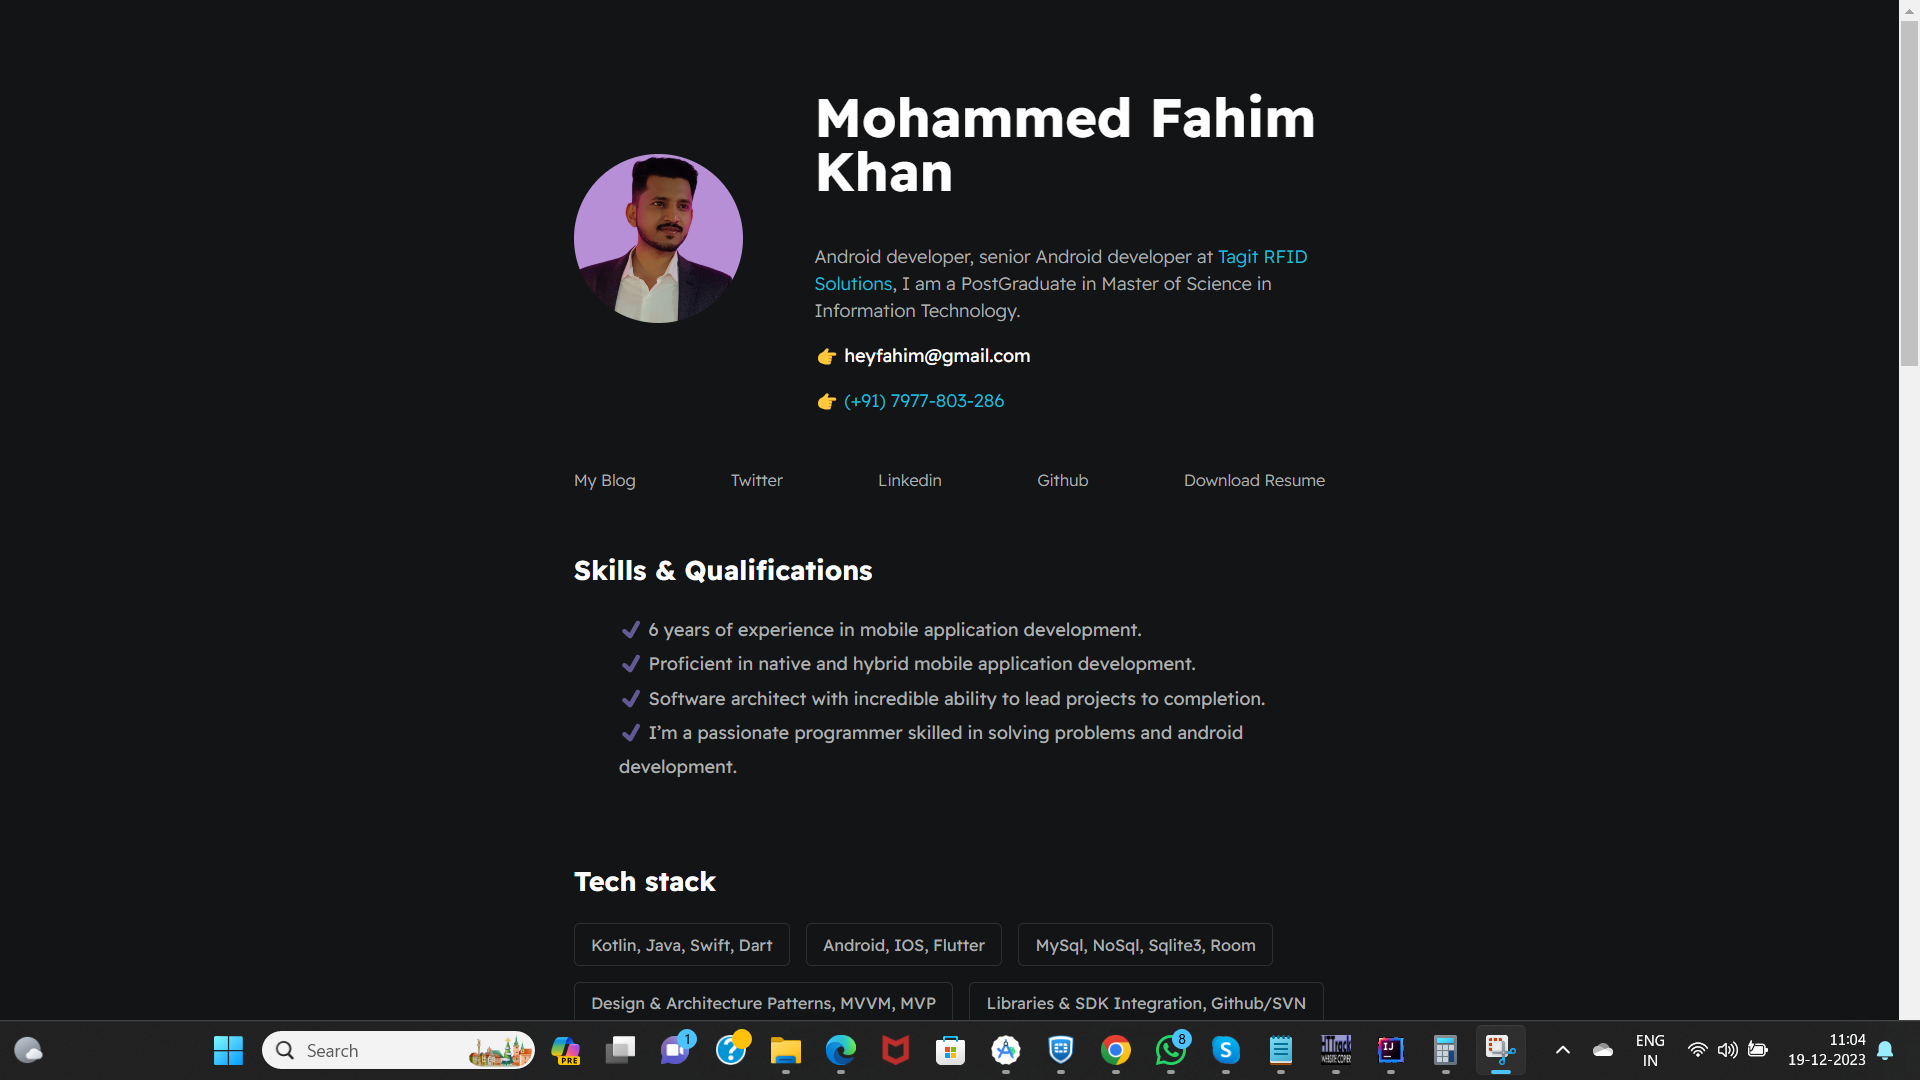 Mohammed Fahim
Khan
Android developer, senior Android developer at Tagit RFID
Solutions, I am a PostGraduate in Master of Science in
Information Technology.
👉 heyfahim@gmail.com
👉 (+91) 7977-803-286
My Blog Twitter Linkedin Github Download Resume
Skills & Qualifications
✔ 6 years of experience in mobile application development.
✔ Proficient in native and hybrid mobile application development.
✔ Software architect with incredible ability to lead projects to completion.
✔ I’m a passionate programmer skilled in solving problems and android
development.
Tech stack
Kotlin, Java, Swift, Dart Android, IOS, Flutter MySql, NoSql, Sqlite3, Room
Design & Architecture Patterns, MVVM, MVP Libraries & SDK Integration, Github/SVN
Search PRE 1 8 S HTTrack WEBSITE COPIER IJ ENG 11:04
IN 19-12-2023